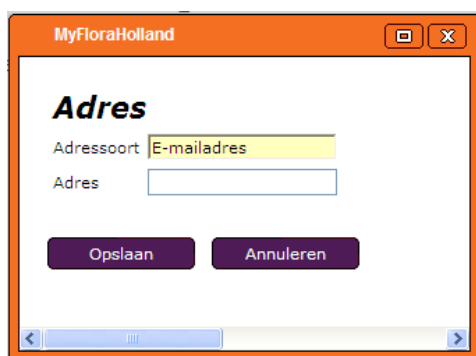 MyFloraHolland
Adres
Adressoort E-mailadres
Adres
Opslaan Annuleren